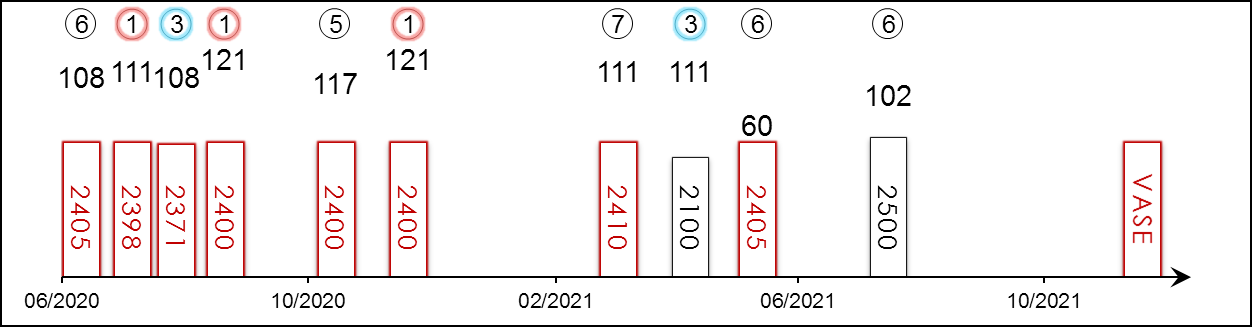 6 1 3 1 5 1 7 3 6 6
108 111 108 121 117 121 111 111 60 102
2405 2398 2371 2400 2400 2400 2410 2100 2405 2500 VASE
06/2020 10/2020 02/2021 06/2021 10/2021